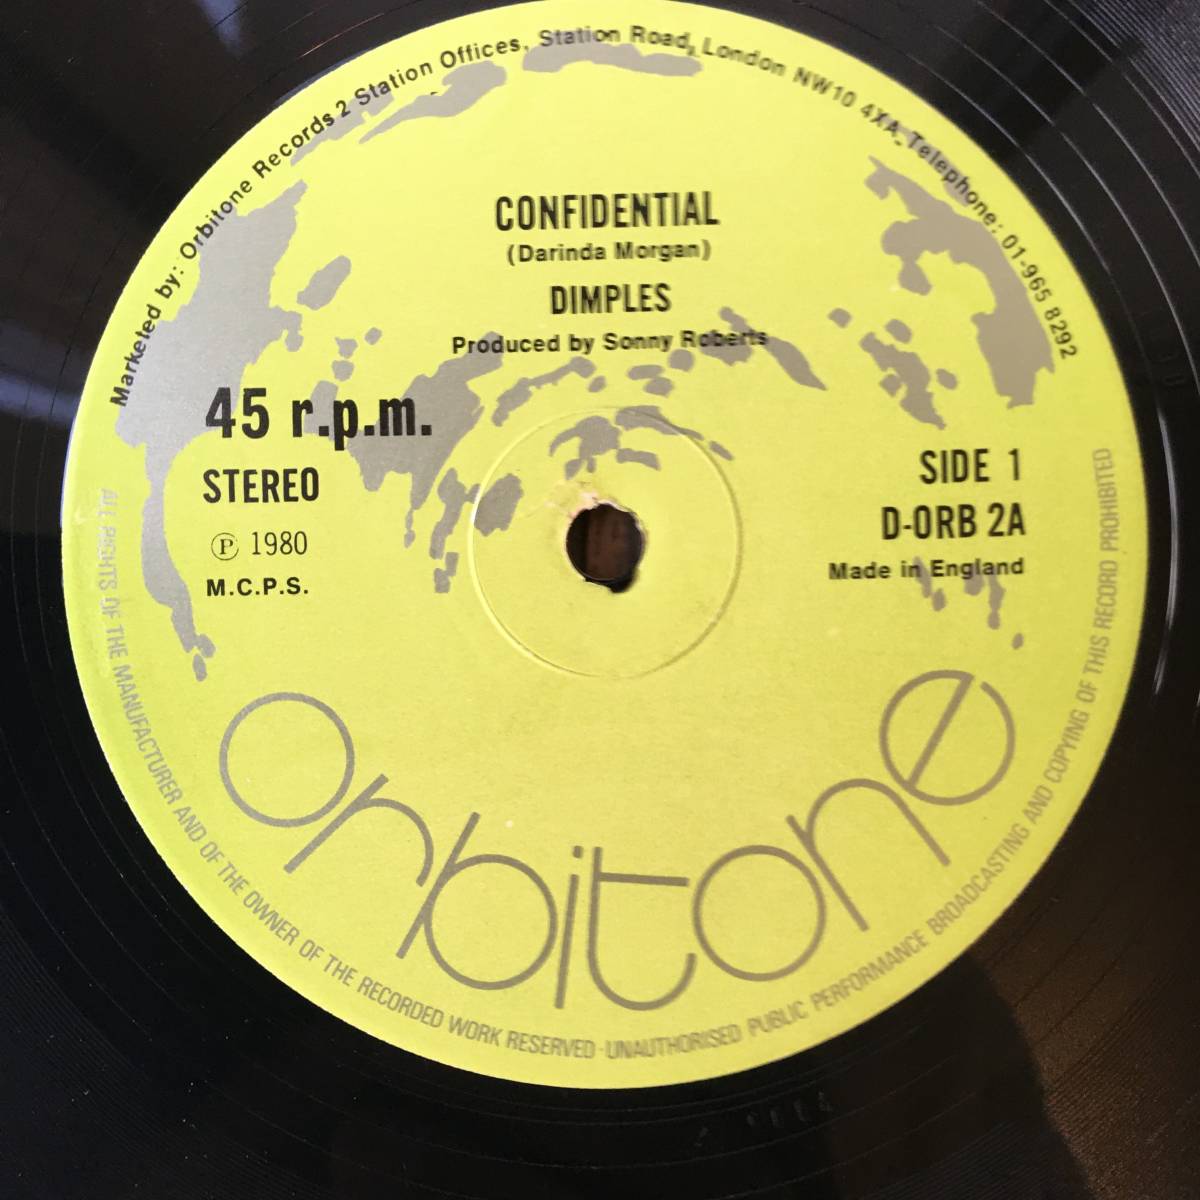 Marketed by: Orbitone Records 2 Station Offices, Station Road, London NW10 4XA. Telephone: 01-965 8292
CONFIDENTIAL
(Darinda Morgan)
DIMPLES
Produced by Sonny Roberts
45 r.p.m.
STEREO
℗ 1980
M.C.P.S.
SIDE 1
D-ORB 2A
Made in England
orbitone
ALL RIGHTS OF THE MANUFACTURER AND OF THE OWNER OF THE RECORDED WORK RESERVED · UNAUTHORISED PUBLIC PERFORMANCE BROADCASTING AND COPYING OF THIS RECORD PROHIBITED